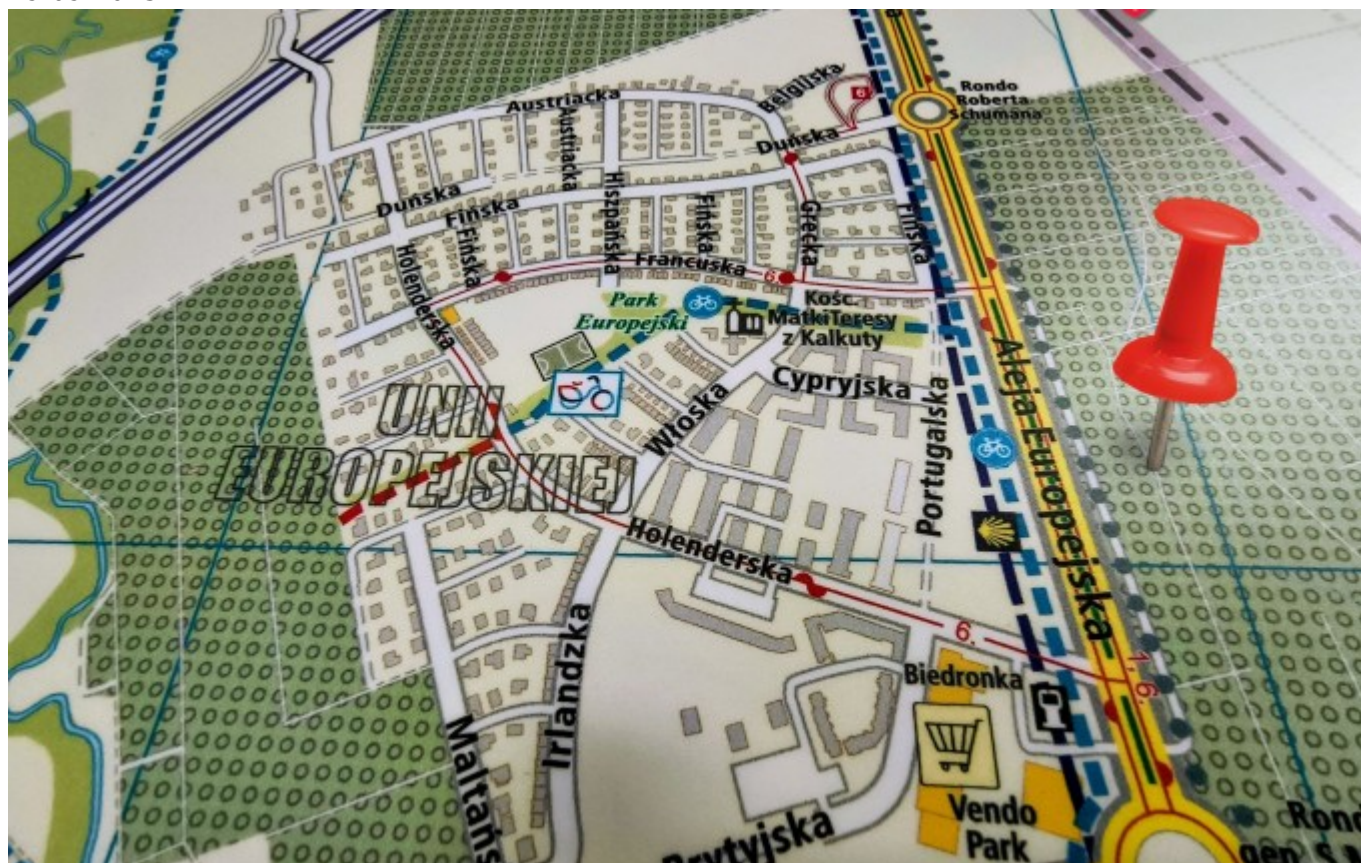 Rondo
Roberta
Schumana
Belgijska
6
Austriacka
Austriacka
Duńska
Duńska
Fińska
Fińska
Fińska
Fińska
Hiszpańska
Grecka
Holenderska
Francuska
6
Park
Europejski
Kośc.
Matki Teresy
z Kalkuty
Cypryjska
Włoska
Portugalska
Aleja Europejska
UNII
EUROPEJSKIEJ
Holenderska
6.
1.
6.
Irlandzka
Biedronka
Vendo
Park